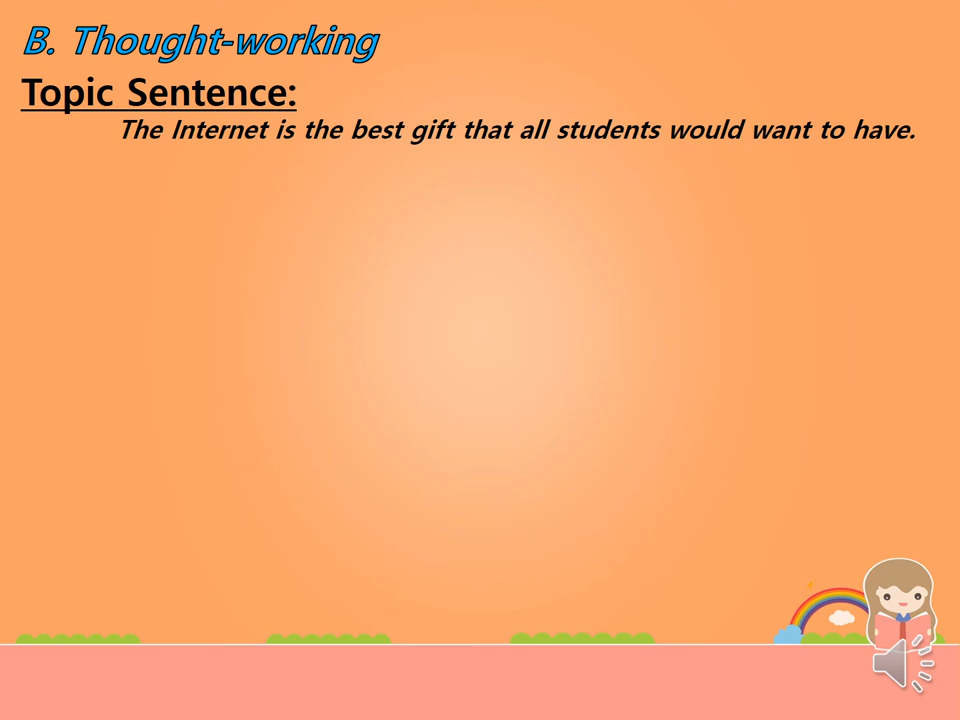 B. Thought-working
Topic Sentence:
The Internet is the best gift that all students would want to have.